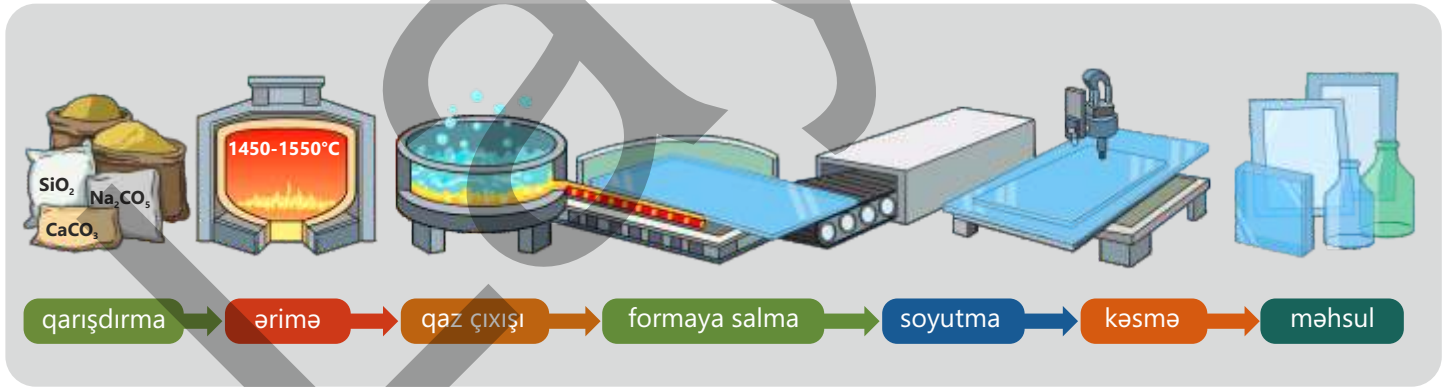 1450-1550°C
SiO₂
Na₂CO₅
CaCO₃
qarışdırma
ərimə
qaz çıxışı
formaya salma
soyutma
kəsmə
məhsul